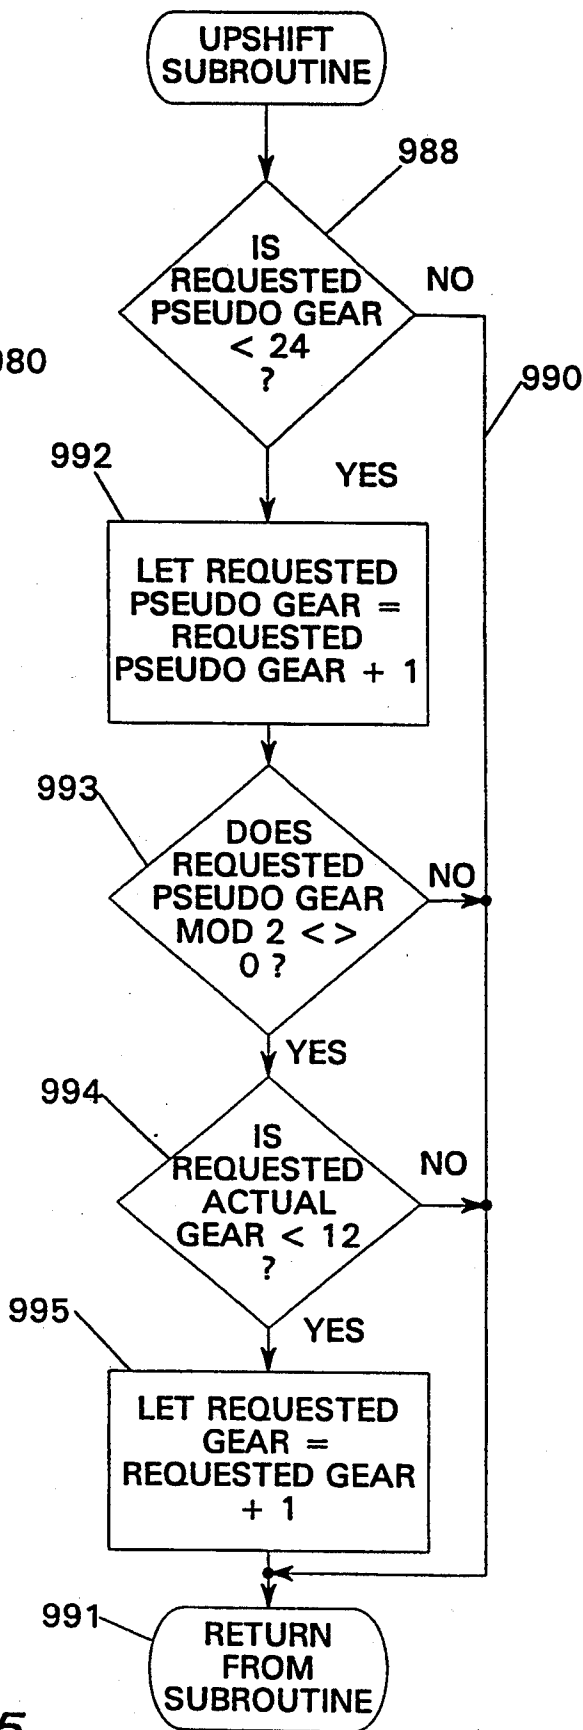 UPSHIFT
SUBROUTINE
988
IS
REQUESTED
PSEUDO GEAR
< 24
?
NO
980
990
992
YES
LET REQUESTED
PSEUDO GEAR =
REQUESTED
PSEUDO GEAR + 1
993
DOES
REQUESTED
PSEUDO GEAR
MOD 2 < >
0 ?
NO
YES
994
IS
REQUESTED
ACTUAL
GEAR < 12
?
NO
995
YES
LET REQUESTED
GEAR =
REQUESTED GEAR
+ 1
991
RETURN
FROM
SUBROUTINE
5